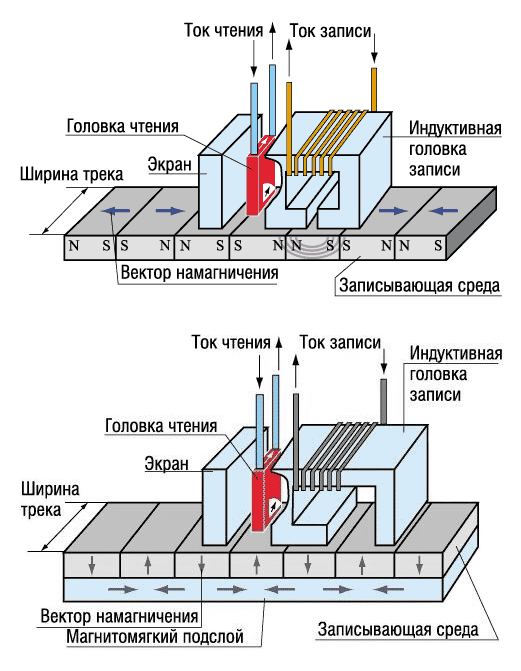 Ток чтения
Ток записи
Головка чтения
Индуктивная
головка
записи
Экран
Ширина трека
N S S N N S S N N S S N N S
Вектор намагничения
Записывающая среда
Ток чтения
Ток записи
Индуктивная
головка
записи
Головка чтения
Экран
Ширина
трека
Вектор намагничения
Магнитомягкий подслой
Записывающая среда